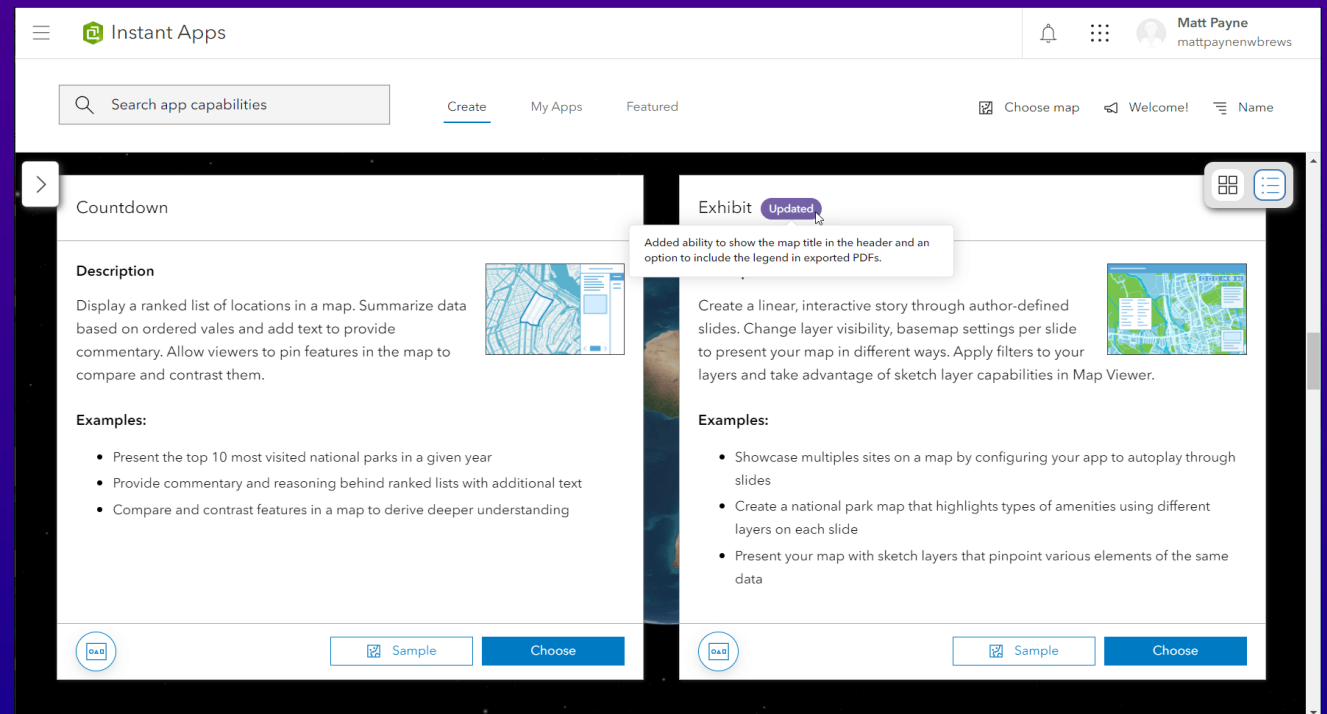 Instant Apps
Matt Payne
mattpaynenwbrews
Search app capabilities
Create
My Apps
Featured
Choose map
Welcome!
Name
Countdown
Description
Display a ranked list of locations in a map. Summarize data
based on ordered vales and add text to provide
commentary. Allow viewers to pin features in the map to
compare and contrast them.
Examples:
Present the top 10 most visited national parks in a given year
Provide commentary and reasoning behind ranked lists with additional text
Compare and contrast features in a map to derive deeper understanding
Sample
Choose
Exhibit
Updated
Added ability to show the map title in the header and an
option to include the legend in exported PDFs.
Create a linear, interactive story through author-defined
slides. Change layer visibility, basemap settings per slide
to present your map in different ways. Apply filters to your
layers and take advantage of sketch layer capabilities in Map Viewer.
Examples:
Showcase multiples sites on a map by configuring your app to autoplay through
slides
Create a national park map that highlights types of amenities using different
layers on each slide
Present your map with sketch layers that pinpoint various elements of the same
data
Sample
Choose